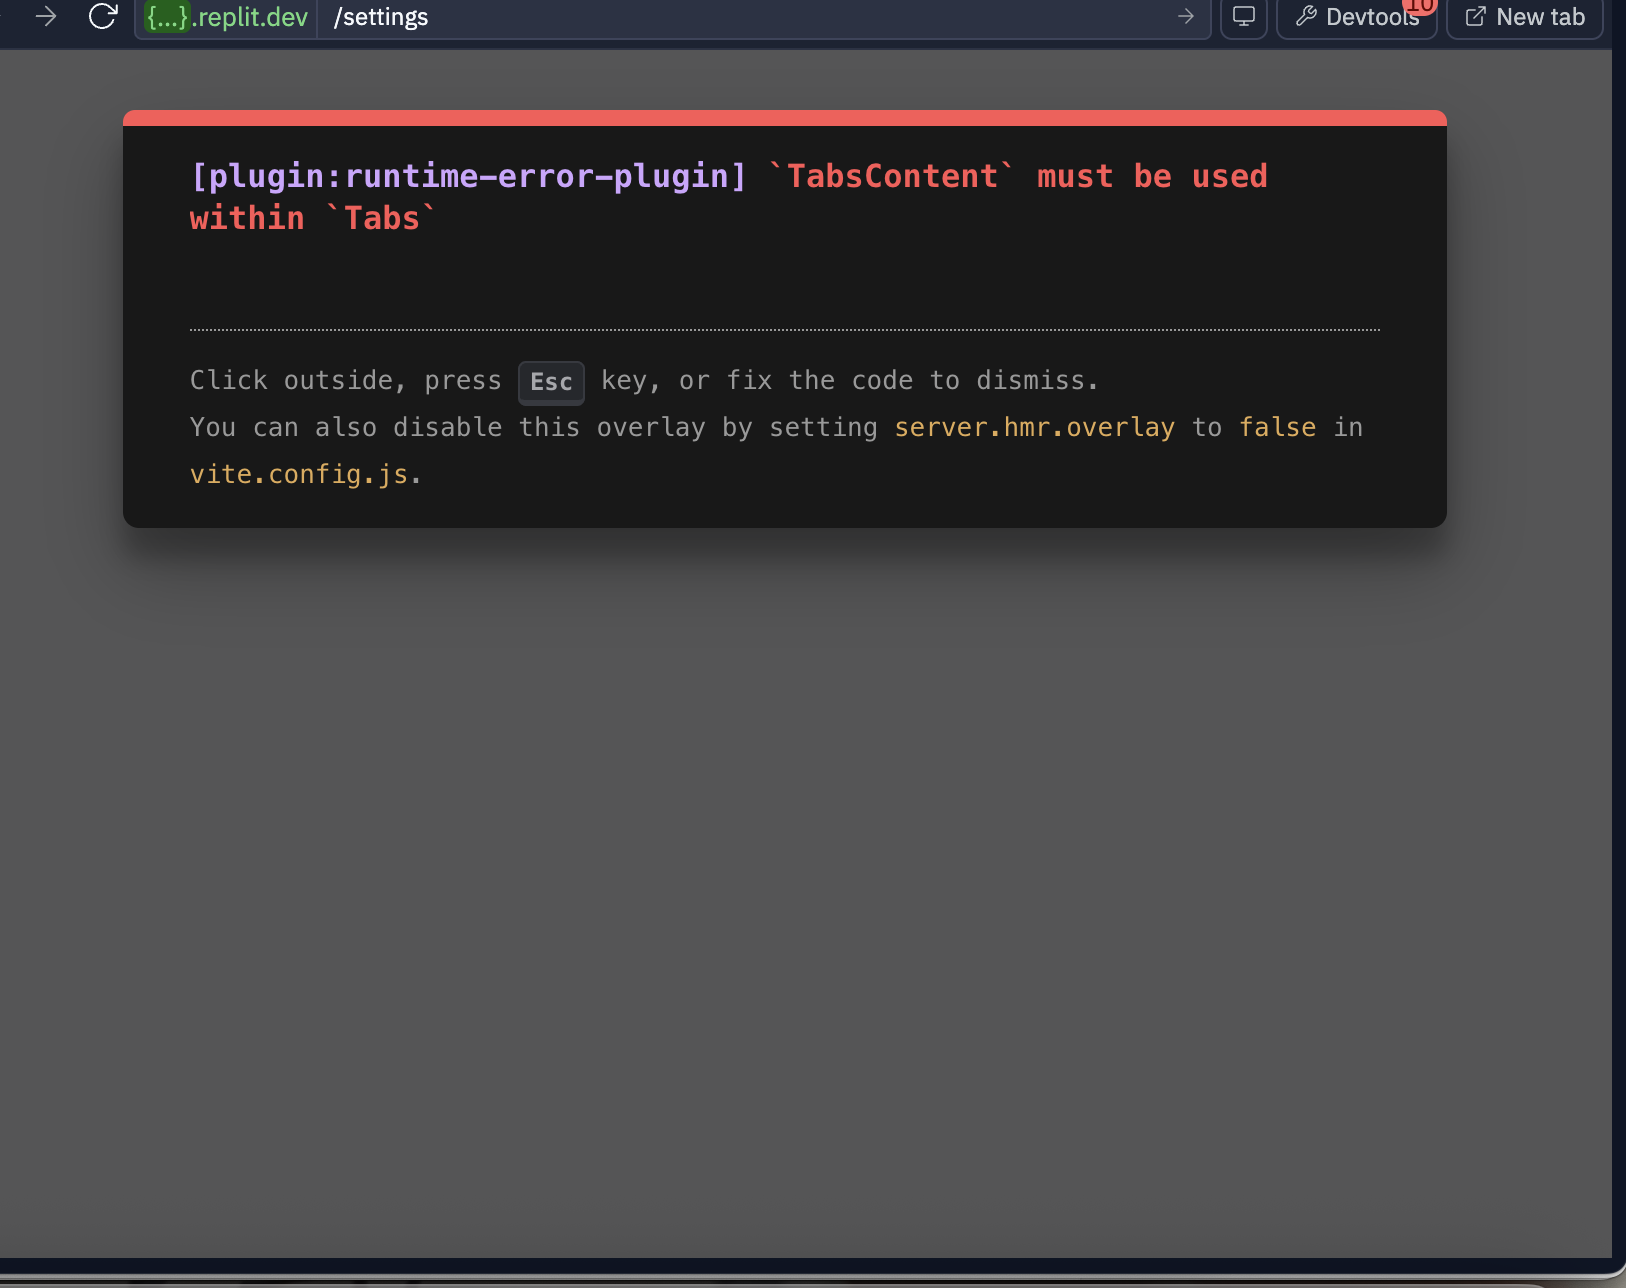 {...}.replit.dev /settings Devtools 10 New tab
[plugin:runtime-error-plugin] `TabsContent` must be used
within `Tabs`
Click outside, press Esc key, or fix the code to dismiss.
You can also disable this overlay by setting server.hmr.overlay to false in
vite.config.js.